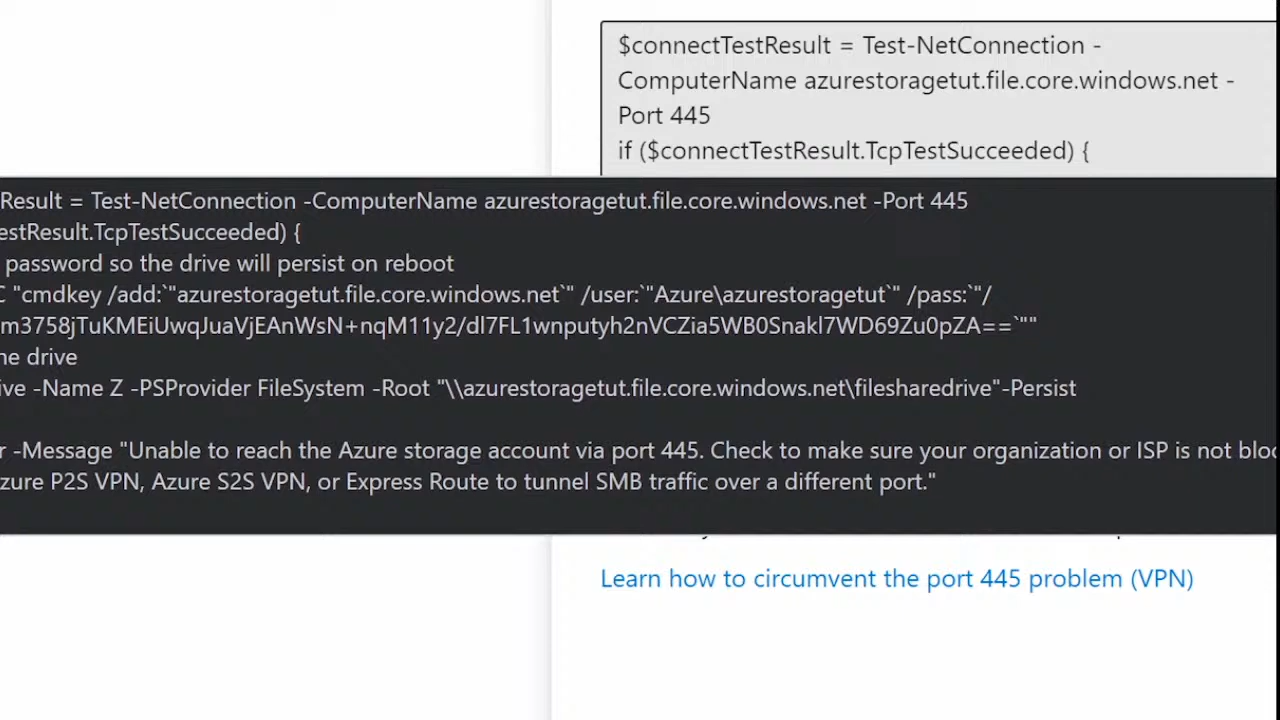 $connectTestResult = Test-NetConnection -
ComputerName azurestoragetut.file.core.windows.net -
Port 445
if ($connectTestResult.TcpTestSucceeded) {
Result = Test-NetConnection -ComputerName azurestoragetut.file.core.windows.net -Port 445
estResult.TcpTestSucceeded) {
password so the drive will persist on reboot
C "cmdkey /add:`"azurestoragetut.file.core.windows.net`" /user:`"Azure\azurestoragetut`" /pass:`"/
m3758jTuKMEiUwqJuaVjEAnWsN+nqM11y2/dl7FL1wnputyh2nVCZia5WB0Snakl7WD69Zu0pZA==`""
he drive
ive -Name Z -PSProvider FileSystem -Root "\\azurestoragetut.file.core.windows.net\filesharedrive"-Persist
r -Message "Unable to reach the Azure storage account via port 445. Check to make sure your organization or ISP is not bloc
zure P2S VPN, Azure S2S VPN, or Express Route to tunnel SMB traffic over a different port."
Learn how to circumvent the port 445 problem (VPN)